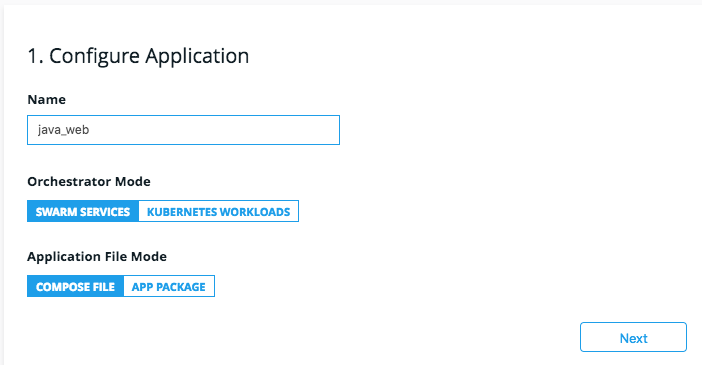 1. Configure Application
Name
java_web
Orchestrator Mode
SWARM SERVICES KUBERNETES WORKLOADS
Application File Mode
COMPOSE FILE APP PACKAGE
Next